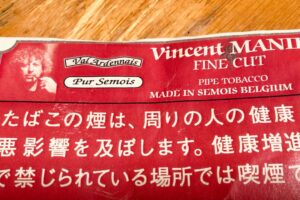 Val Ardennais
Pur Semois
Vincent MANI
FINE CUT
PIPE TOBACCO
MADE IN SEMOIS BELGIUM
たばこの煙は、周りの人の健康
悪影響を及ぼします。健康増進
で禁じられている場所では喫煙で